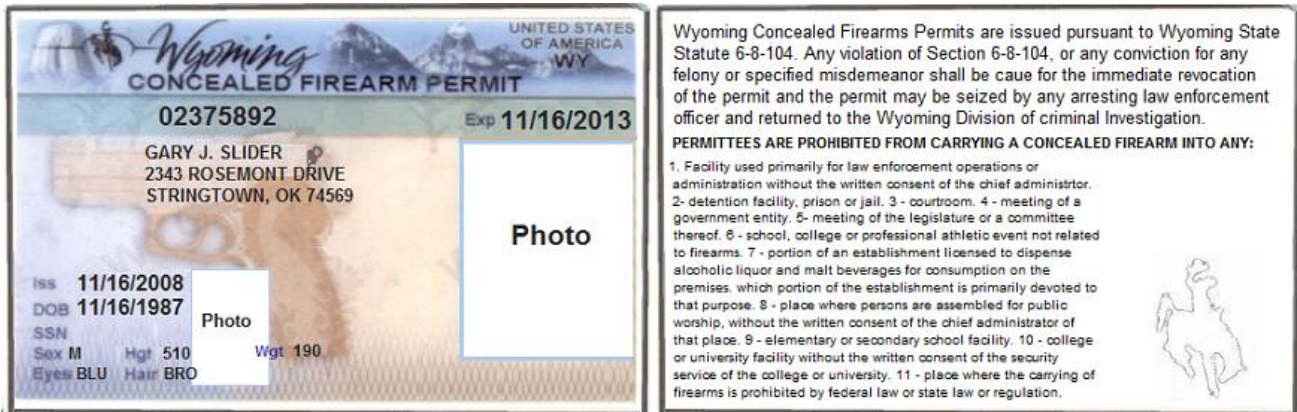 Wyoming
UNITED STATES
OF AMERICA
WY
CONCEALED FIREARM PERMIT
02375892
Exp 11/16/2013
GARY J. SLIDER
2343 ROSEMONT DRIVE
STRINGTOWN, OK 74569
Photo
Iss 11/16/2008
DOB 11/16/1987
Photo
SSN
Sex M Hgt 510 Wgt 190
Eyes BLU Hair BRO
Wyoming Concealed Firearms Permits are issued pursuant to Wyoming State
Statute 6-8-104. Any violation of Section 6-8-104, or any conviction for any
felony or specified misdemeanor shall be caue for the immediate revocation
of the permit and the permit may be seized by any arresting law enforcement
officer and returned to the Wyoming Division of criminal Investigation.
PERMITTEES ARE PROHIBITED FROM CARRYING A CONCEALED FIREARM INTO ANY:
1. Facility used primarily for law enforcement operations or
administration without the written consent of the chief administrtor.
2- detention facility, prison or jail. 3 - courtroom. 4 - meeting of a
government entity. 5- meeting of the legislature or a committee
thereof. 6 - school, college or professional athletic event not related
to firearms. 7 - portion of an establishment licensed to dispense
alcoholic liquor and malt beverages for consumption on the
premises. which portion of the establishment is primarily devoted to
that purpose. 8 - place where persons are assembled for public
worship, without the written consent of the chief administrator of
that place. 9 - elementary or secondary school facility. 10 - college
or university facility without the written consent of the security
service of the college or university. 11 - place where the carrying of
firearms is prohibited by federal law or state law or regulation.